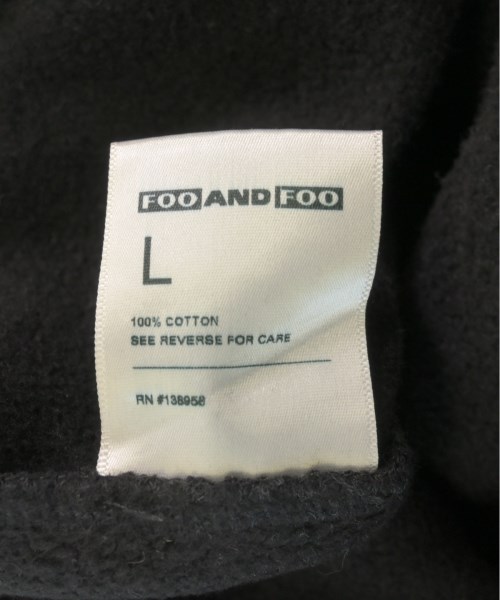 FOO AND FOO
L
100% COTTON
SEE REVERSE FOR CARE
RN #138958